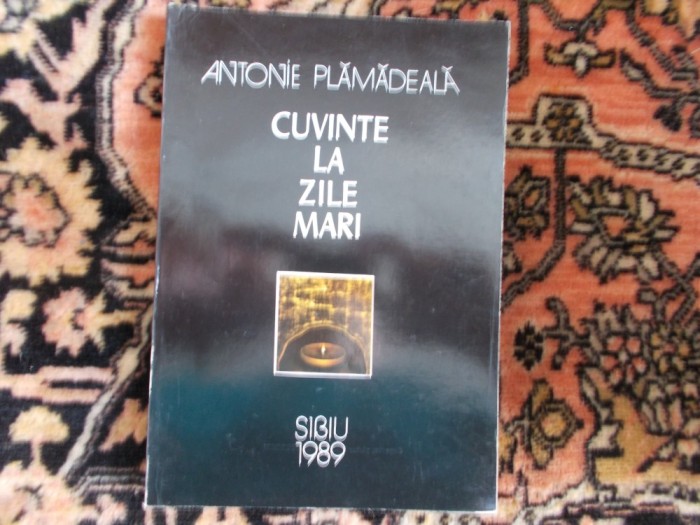 ANTONIE PLĂMĂDEALĂ
CUVINTE
LA
ZILE
MARI
SIBIU
1989